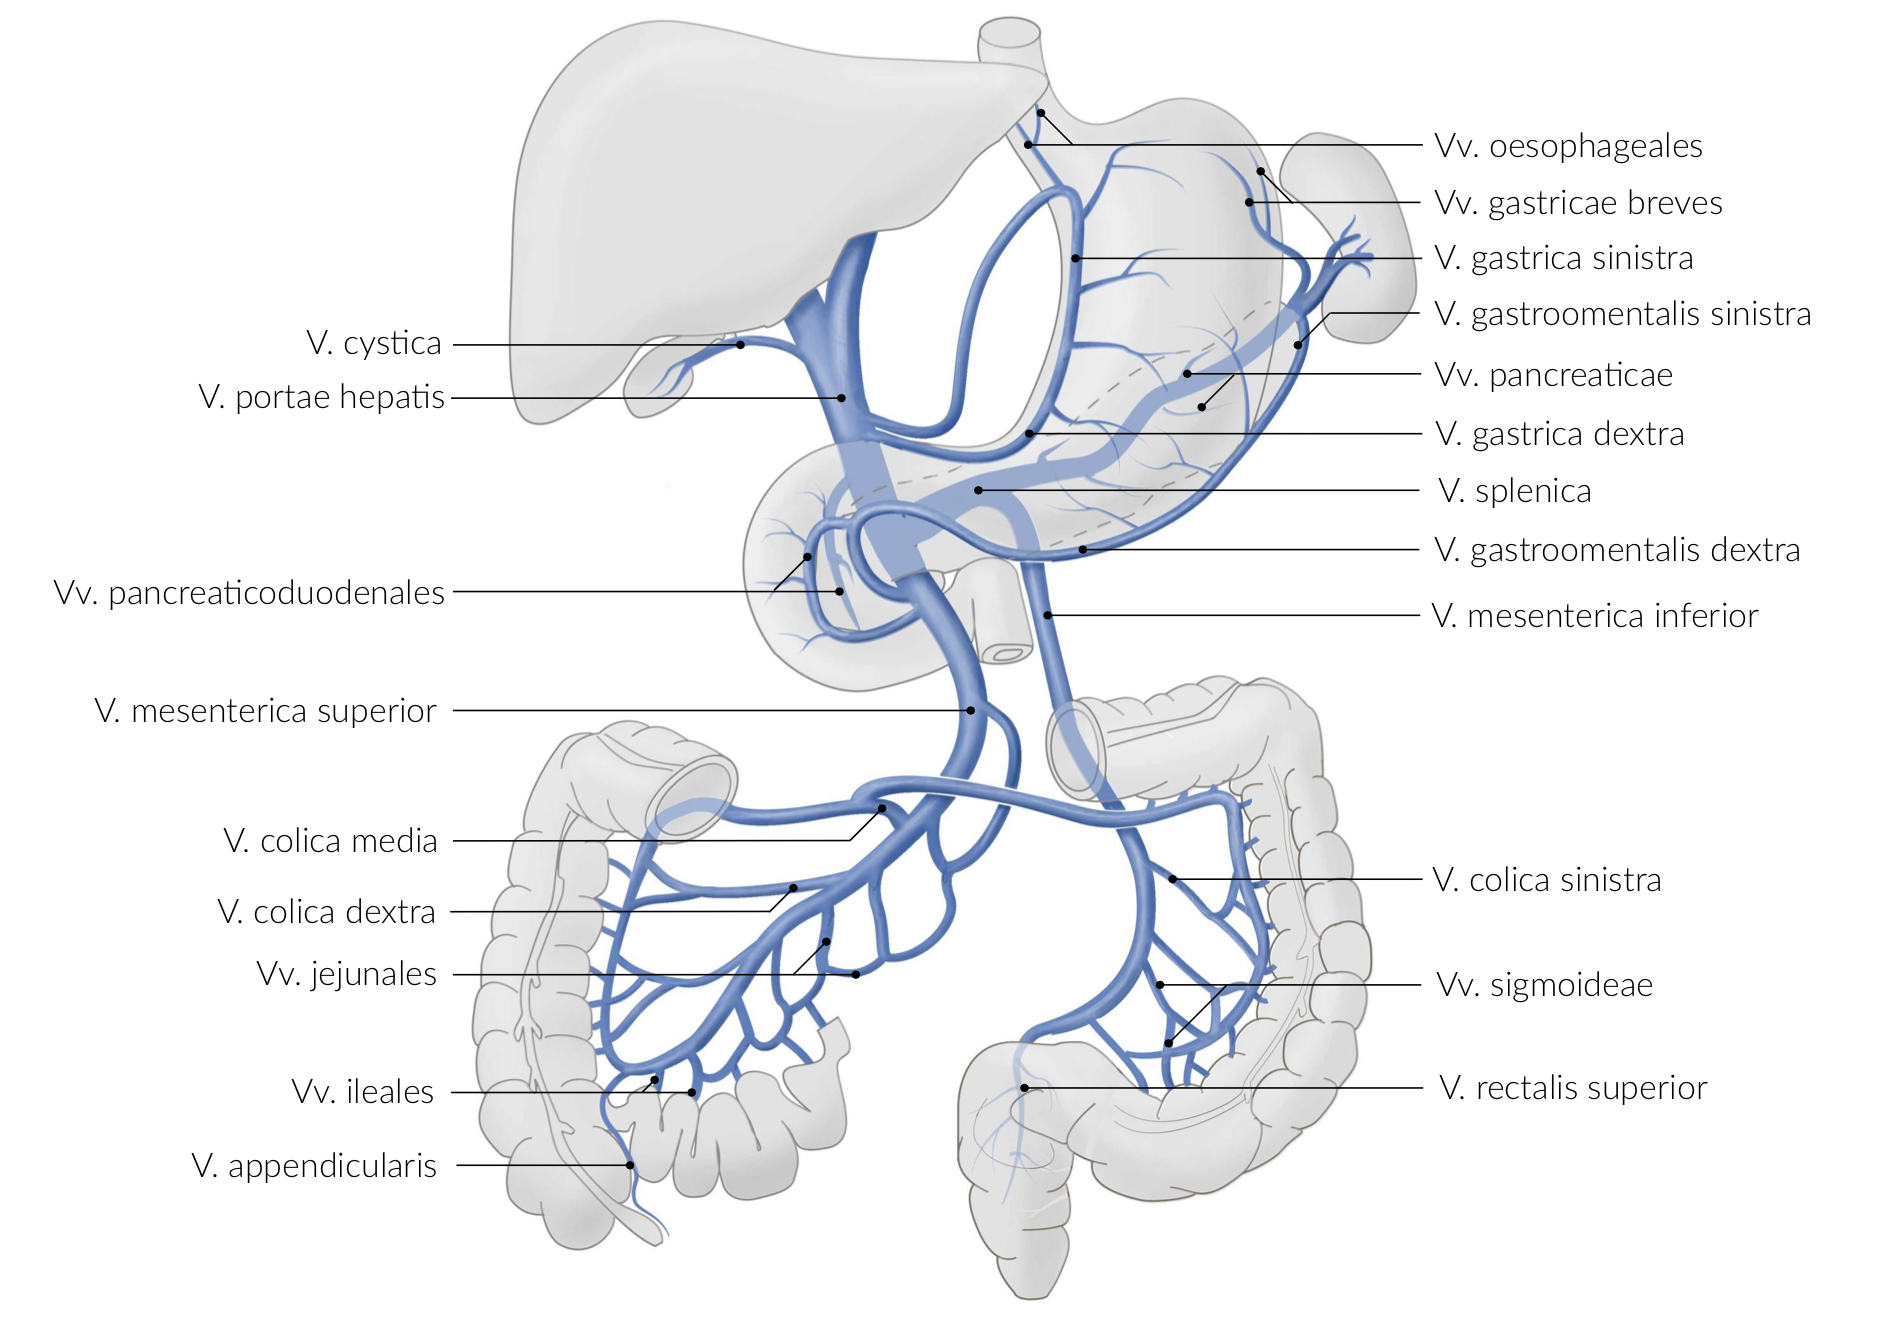 V. cystica
V. portae hepatis
Vv. pancreaticoduodenales
V. mesenterica superior
V. colica media
V. colica dextra
Vv. jejunales
Vv. ileales
V. appendicularis
Vv. oesophageales
Vv. gastricae breves
V. gastrica sinistra
V. gastroomentalis sinistra
Vv. pancreaticae
V. gastrica dextra
V. splenica
V. gastroomentalis dextra
V. mesenterica inferior
V. colica sinistra
Vv. sigmoideae
V. rectalis superior